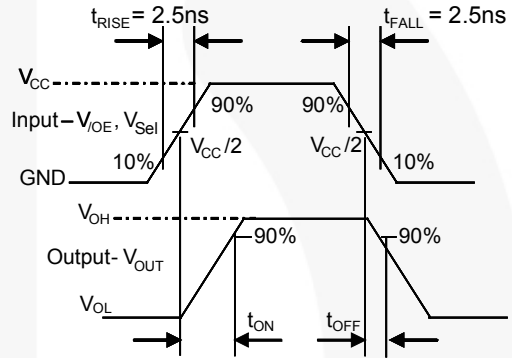 tRISE = 2.5ns
tFALL = 2.5ns
VCC
90%
90%
Input – V/OE, VSel
VCC/2
VCC/2
10%
10%
GND
VOH
90%
90%
Output- VOUT
VOL
tON
tOFF